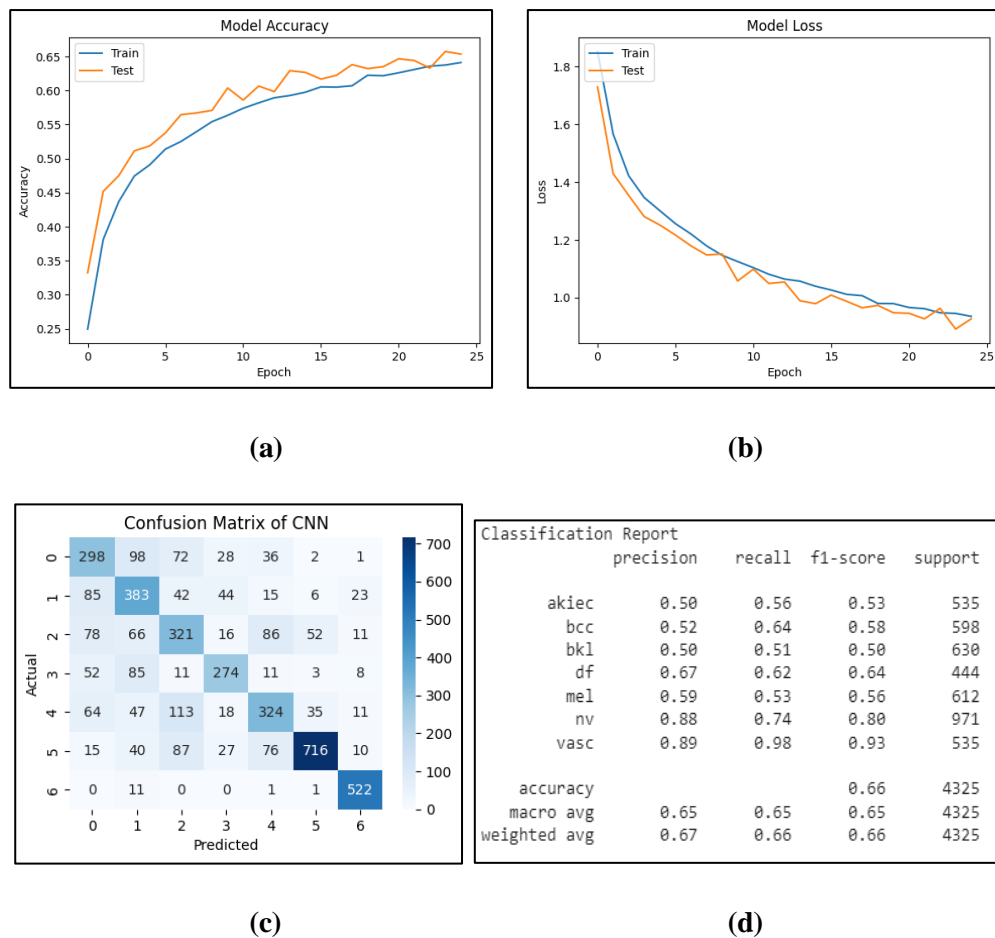 Model Accuracy
Train
Test
0.65
0.60
0.55
0.50
0.45
0.40
0.35
0.30
0.25
Accuracy
0 5 10 15 20 25
Epoch
(a)
Model Loss
Train
Test
1.8
1.6
1.4
1.2
1.0
Loss
0 5 10 15 20 25
Epoch
(b)
Confusion Matrix of CNN
0 298 98 72 28 36 2 1
1 85 383 42 44 15 6 23
2 78 66 321 16 86 52 11
3 52 85 11 274 11 3 8
4 64 47 113 18 324 35 11
5 15 40 87 27 76 716 10
6 0 11 0 0 1 1 522
0 1 2 3 4 5 6
Actual
Predicted
700
600
500
400
300
200
100
0
(c)
Classification Report
precision recall f1-score support
akiec 0.50 0.56 0.53 535
bcc 0.52 0.64 0.58 598
bkl 0.50 0.51 0.50 630
df 0.67 0.62 0.64 444
mel 0.59 0.53 0.56 612
nv 0.88 0.74 0.80 971
vasc 0.89 0.98 0.93 535
accuracy 0.66 4325
macro avg 0.65 0.65 0.65 4325
weighted avg 0.67 0.66 0.66 4325
(d)